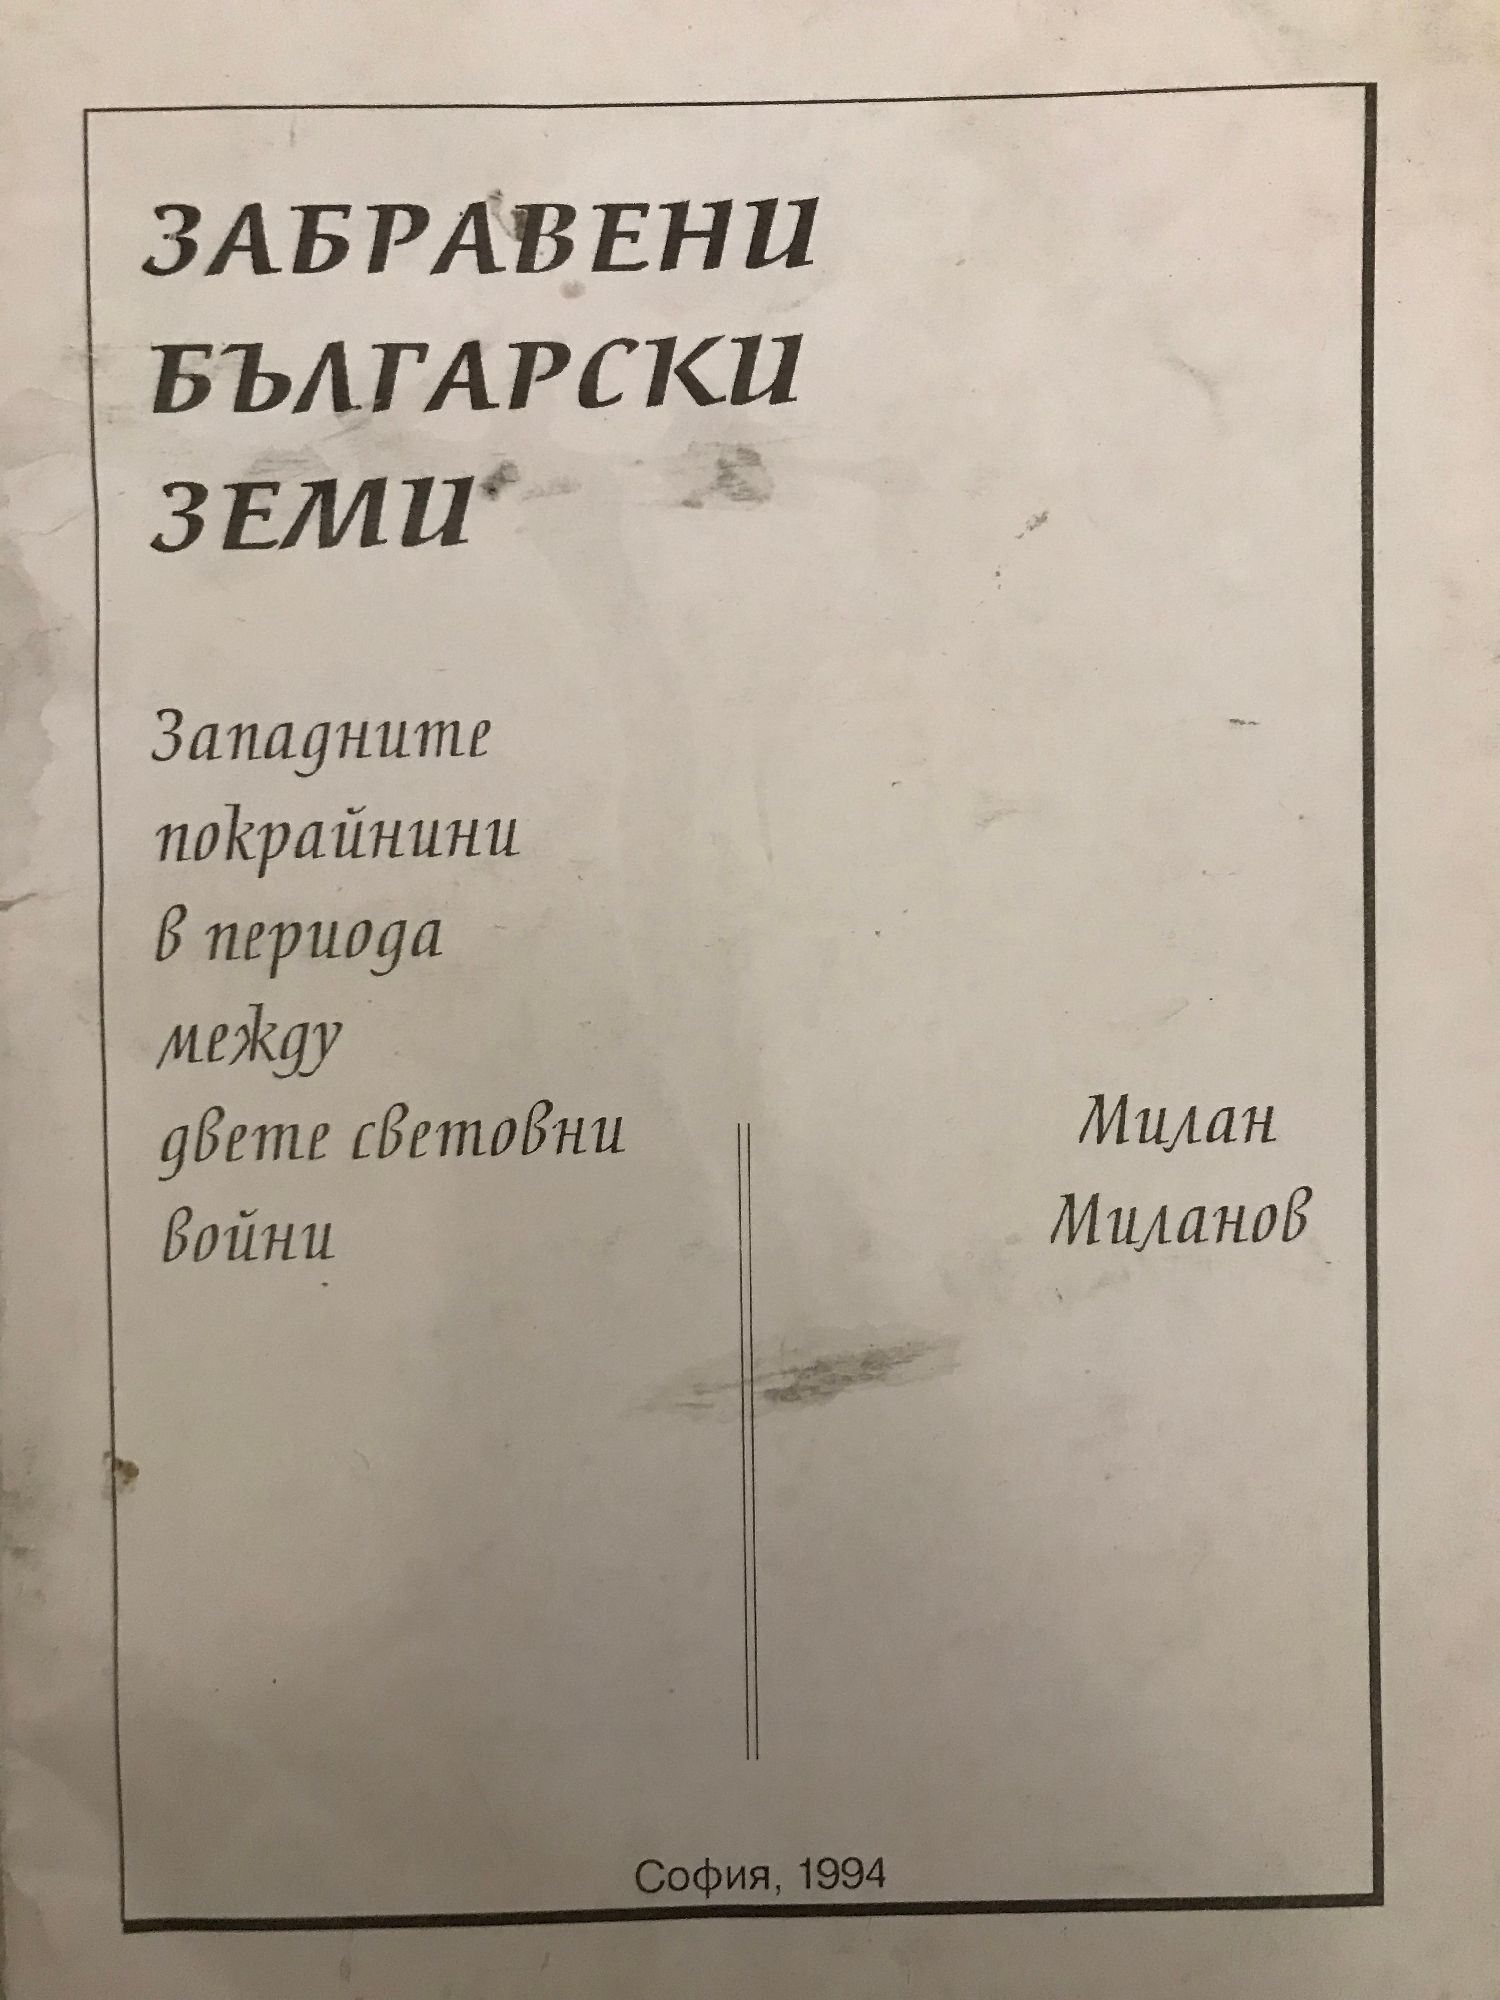 ЗАБРАВЕНИ
БЪЛГАРСКИ
ЗЕМИ
Западните
покрайнини
в периода
между
двете световни
войни
Милан
Миланов
София, 1994